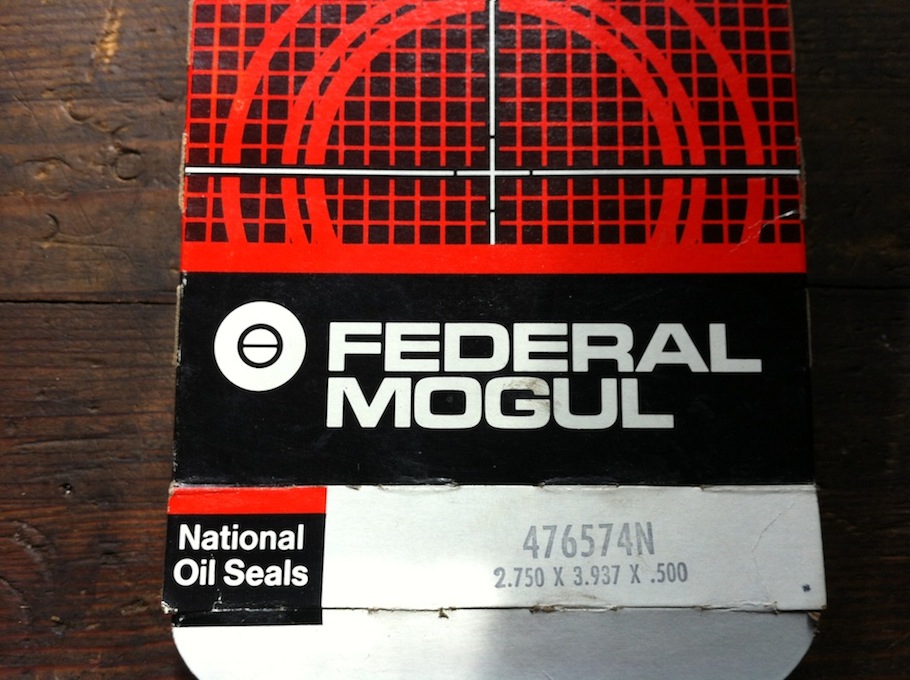 FEDERAL
MOGUL
National
Oil Seals
476574N
2.750 X 3.937 X .500